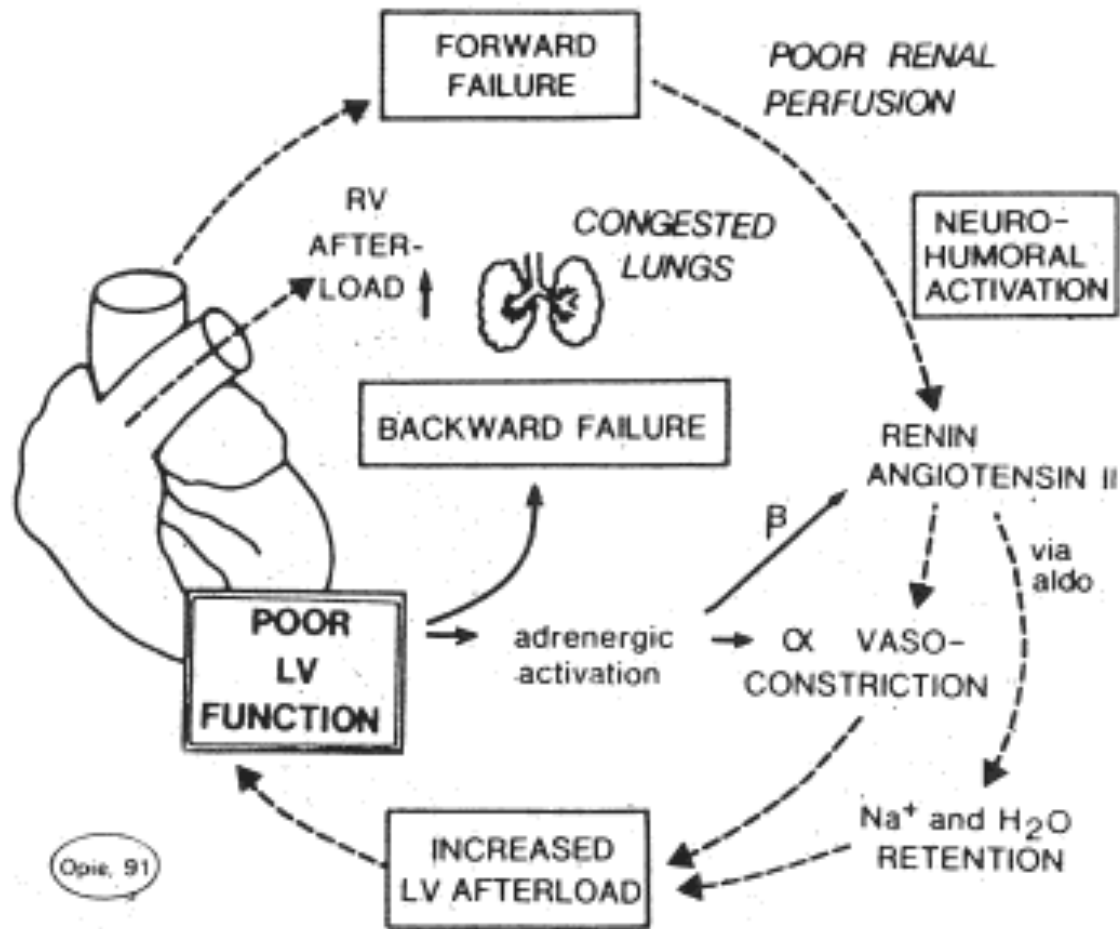 FORWARD
FAILURE
POOR RENAL
PERFUSION
RV
AFTER-
LOAD
CONGESTED
LUNGS
NEURO-
HUMORAL
ACTIVATION
BACKWARD FAILURE
RENIN
ANGIOTENSIN II
β
via
aldo
POOR
LV
FUNCTION
adrenergic
activation
α VASO-
CONSTRICTION
Na⁺ and H₂O
RETENTION
INCREASED
LV AFTERLOAD
Opie, 91